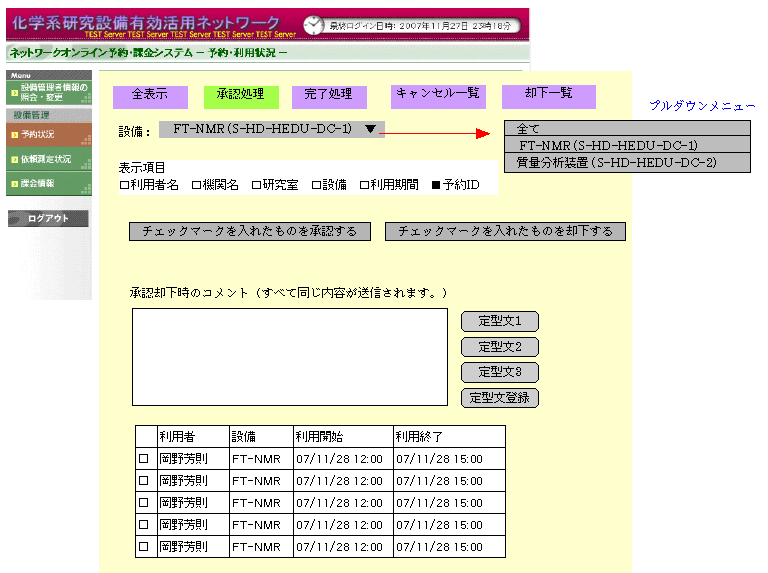 化学系研究設備有効活用ネットワーク
TEST Server TEST Server TEST Server TEST Server TEST Server
最終ログイン日時: 2007年11月27日 23時18分
ネットワークオンライン予約・課金システム － 予約・利用状況 －
Menu
設備管理者情報の
照会・変更
設備管理
予約状況
依頼測定状況
課金情報
ログアウト
全表示 承認処理 完了処理 キャンセル一覧 却下一覧
プルダウンメニュー
設備： FT-NMR(S-HD-HEDU-DC-1) ▼
全て
FT-NMR(S-HD-HEDU-DC-1)
質量分析装置(S-HD-HEDU-DC-2)
表示項目
□利用者名 □機関名 □研究室 □設備 □利用期間 ■予約ID
チェックマークを入れたものを承認する チェックマークを入れたものを却下する
承認却下時のコメント（すべて同じ内容が送信されます。）
定型文1
定型文2
定型文3
定型文登録
利用者 設備 利用開始 利用終了
□ 岡野芳則 FT-NMR 07/11/28 12:00 07/11/28 15:00
□ 岡野芳則 FT-NMR 07/11/28 12:00 07/11/28 15:00
□ 岡野芳則 FT-NMR 07/11/28 12:00 07/11/28 15:00
□ 岡野芳則 FT-NMR 07/11/28 12:00 07/11/28 15:00
□ 岡野芳則 FT-NMR 07/11/28 12:00 07/11/28 15:00